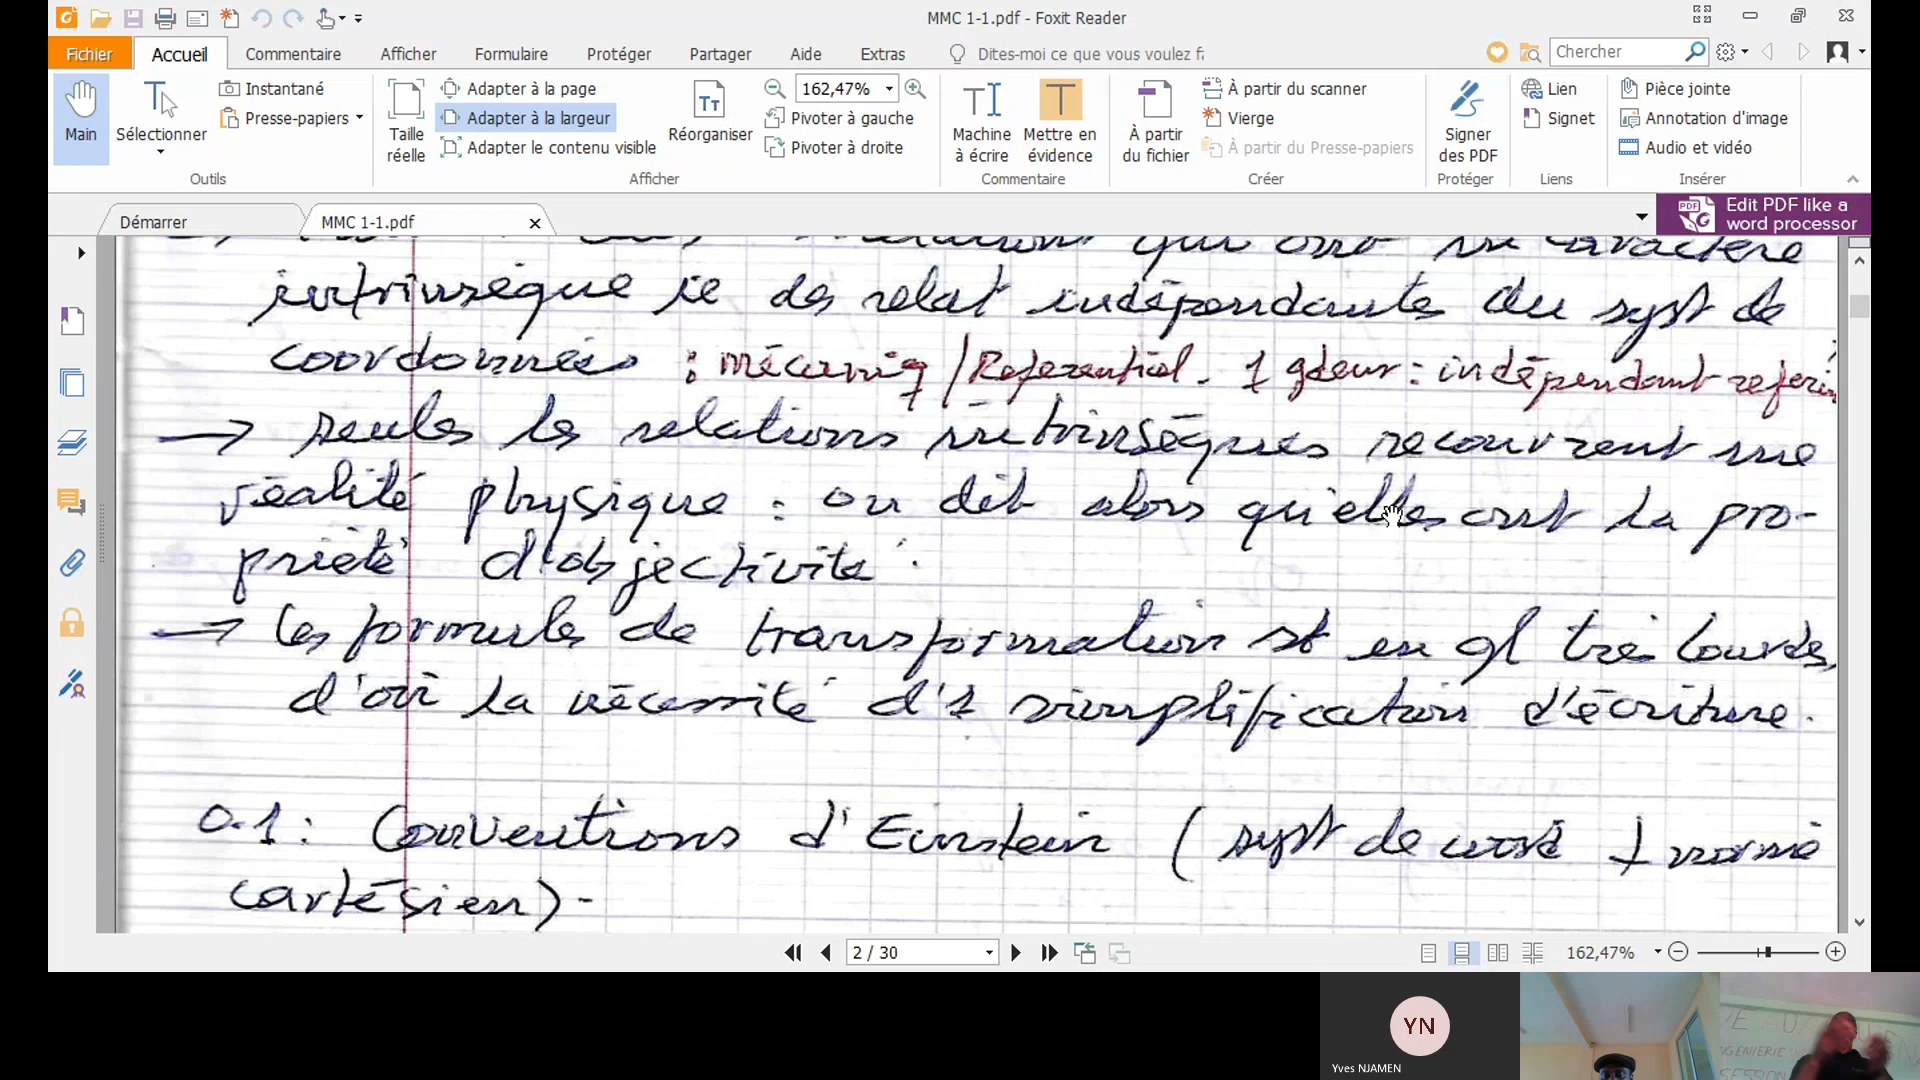 MMC 1-1.pdf - Foxit Reader
Fichier Accueil Commentaire Afficher Formulaire Protéger Partager Aide Extras Dites-moi ce que vous voulez f Chercher
Main
Sélectionner
Instantané
Presse-papiers
Outils
Taille réelle
Adapter à la page
Adapter à la largeur
Adapter le contenu visible
Réorganiser
162,47%
Pivoter à gauche
Pivoter à droite
Afficher
Machine à écrire
Mettre en évidence
Commentaire
À partir du fichier
À partir du scanner
Vierge
À partir du Presse-papiers
Créer
Signer des PDF
Protéger
Lien
Signet
Liens
Pièce jointe
Annotation d'image
Audio et vidéo
Insérer
Démarrer MMC 1-1.pdf
Edit PDF like a
word processor
qui ont un caractère
intrinsèque ie des relat indépendantes du syst de
coordonnées : mécaniq / Referentiel. 1 gdeur : indépendant
→ seules les relations intrinsèques recouvrent une
réalité physique : on dit alors qu'elles ont la pro-
priété d'objectivité.
→ les formules de transformation st en gl très lourdes,
d'où la nécessité d'1 simplification d'écriture.
0.1: Conventions d'Einstein ( syst de coord normé
cartésien).
2 / 30
162,47%
YN
Yves NJAMEN